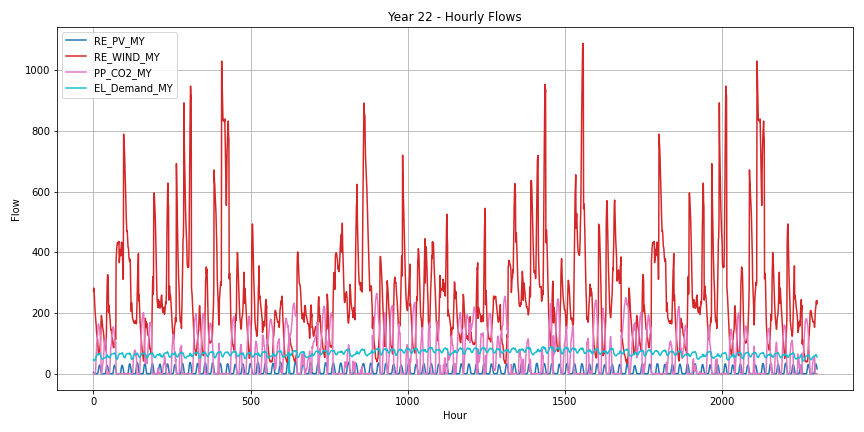 Year 22 - Hourly Flows
RE_PV_MY
RE_WIND_MY
PP_CO2_MY
EL_Demand_MY
1000
800
600
400
200
0
Flow
0 500 1000 1500 2000
Hour